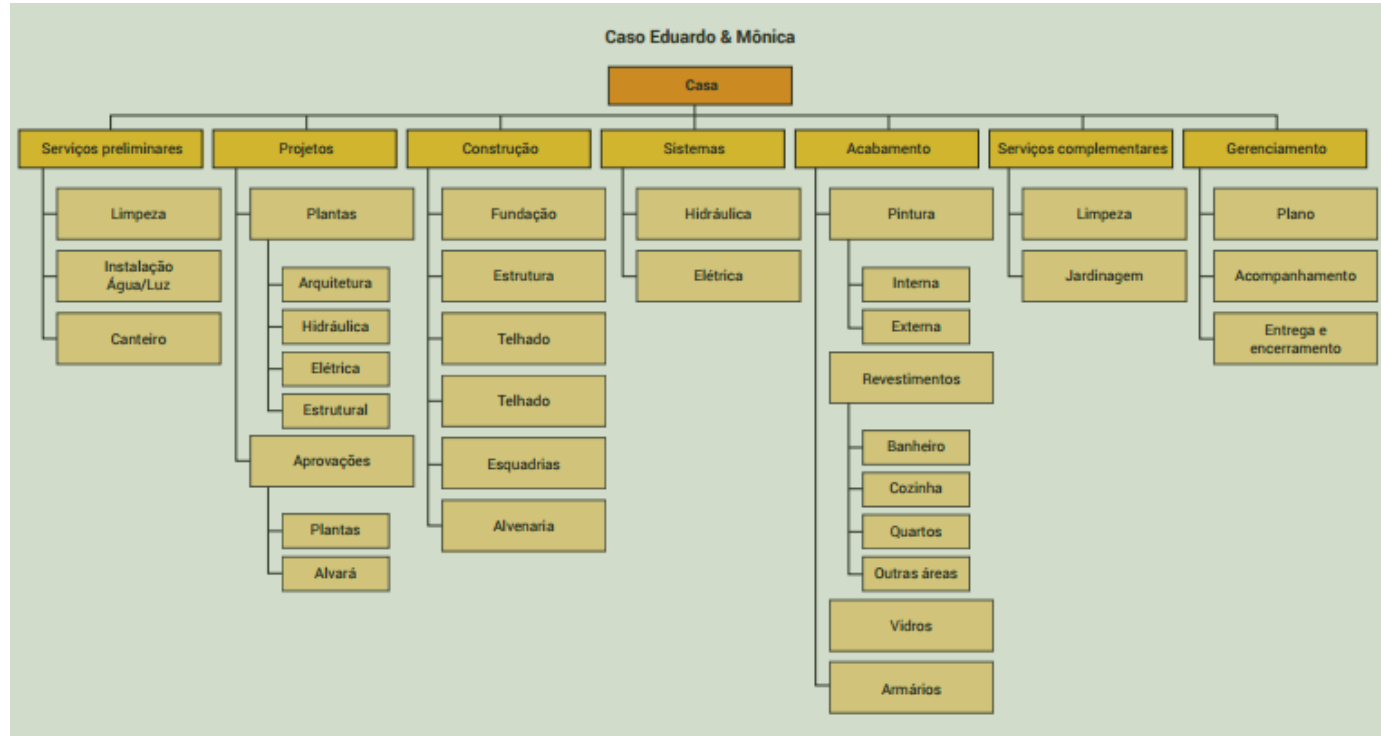 Caso Eduardo & Mônica
Casa
Serviços preliminares
Limpeza
Instalação
Água/Luz
Canteiro
Projetos
Plantas
Arquitetura
Hidráulica
Elétrica
Estrutural
Aprovações
Plantas
Alvará
Construção
Fundação
Estrutura
Telhado
Telhado
Esquadrias
Alvenaria
Sistemas
Hidráulica
Elétrica
Acabamento
Pintura
Interna
Externa
Revestimentos
Banheiro
Cozinha
Quartos
Outras áreas
Vidros
Armários
Serviços complementares
Limpeza
Jardinagem
Gerenciamento
Plano
Acompanhamento
Entrega e
encerramento